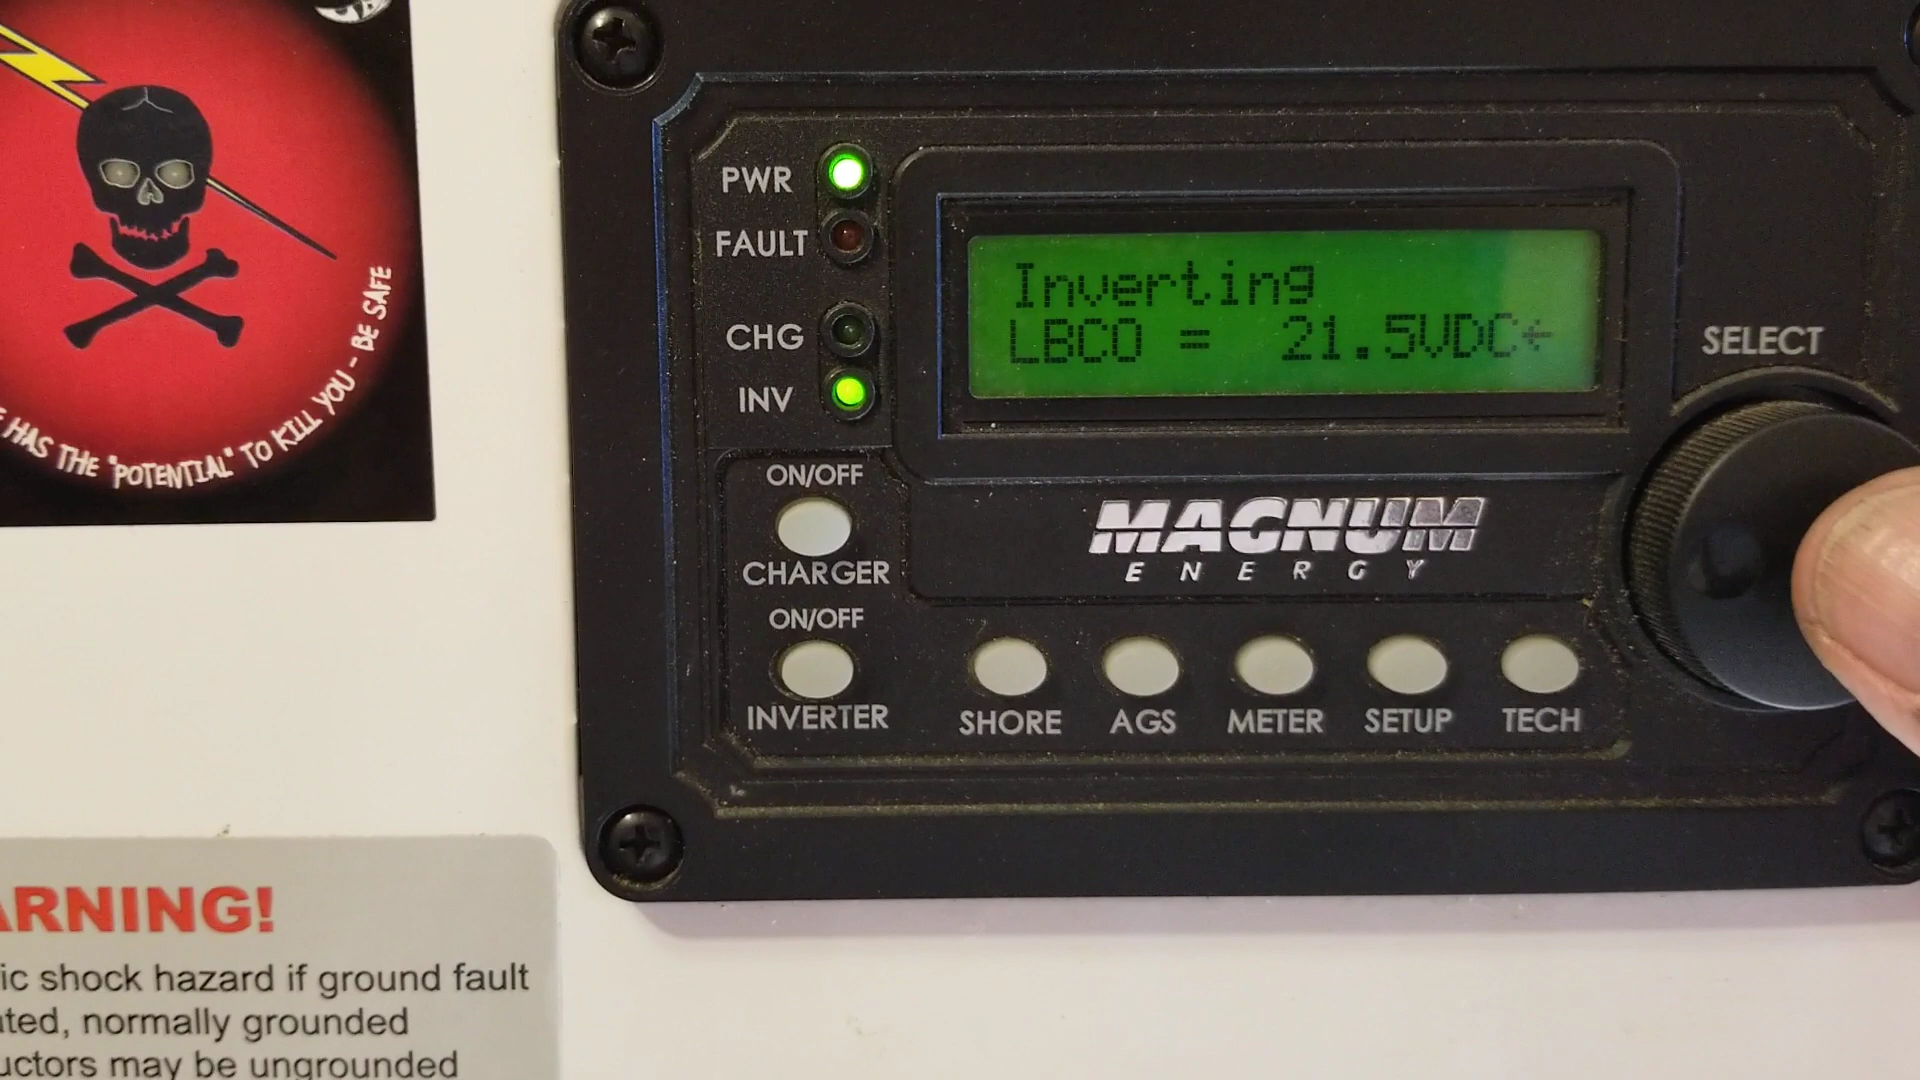 HAS THE "POTENTIAL" TO KILL YOU - BE SAFE
PWR
FAULT
CHG
INV
Inverting
LBCO = 21.5VDC←
SELECT
ON/OFF
CHARGER
ON/OFF
INVERTER
MAGNUM
ENERGY
SHORE
AGS
METER
SETUP
TECH
ARNING!
ic shock hazard if ground fault
ated, normally grounded
uctors may be ungrounded